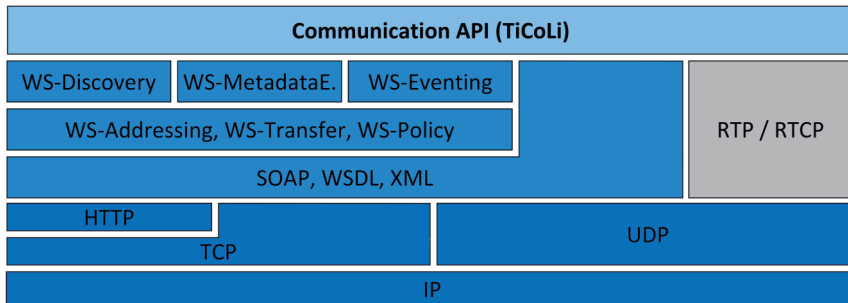 Communication API (TiCoLi)
WS-Discovery
WS-MetadataE.
WS-Eventing
WS-Addressing, WS-Transfer, WS-Policy
RTP / RTCP
SOAP, WSDL, XML
HTTP
TCP
UDP
IP